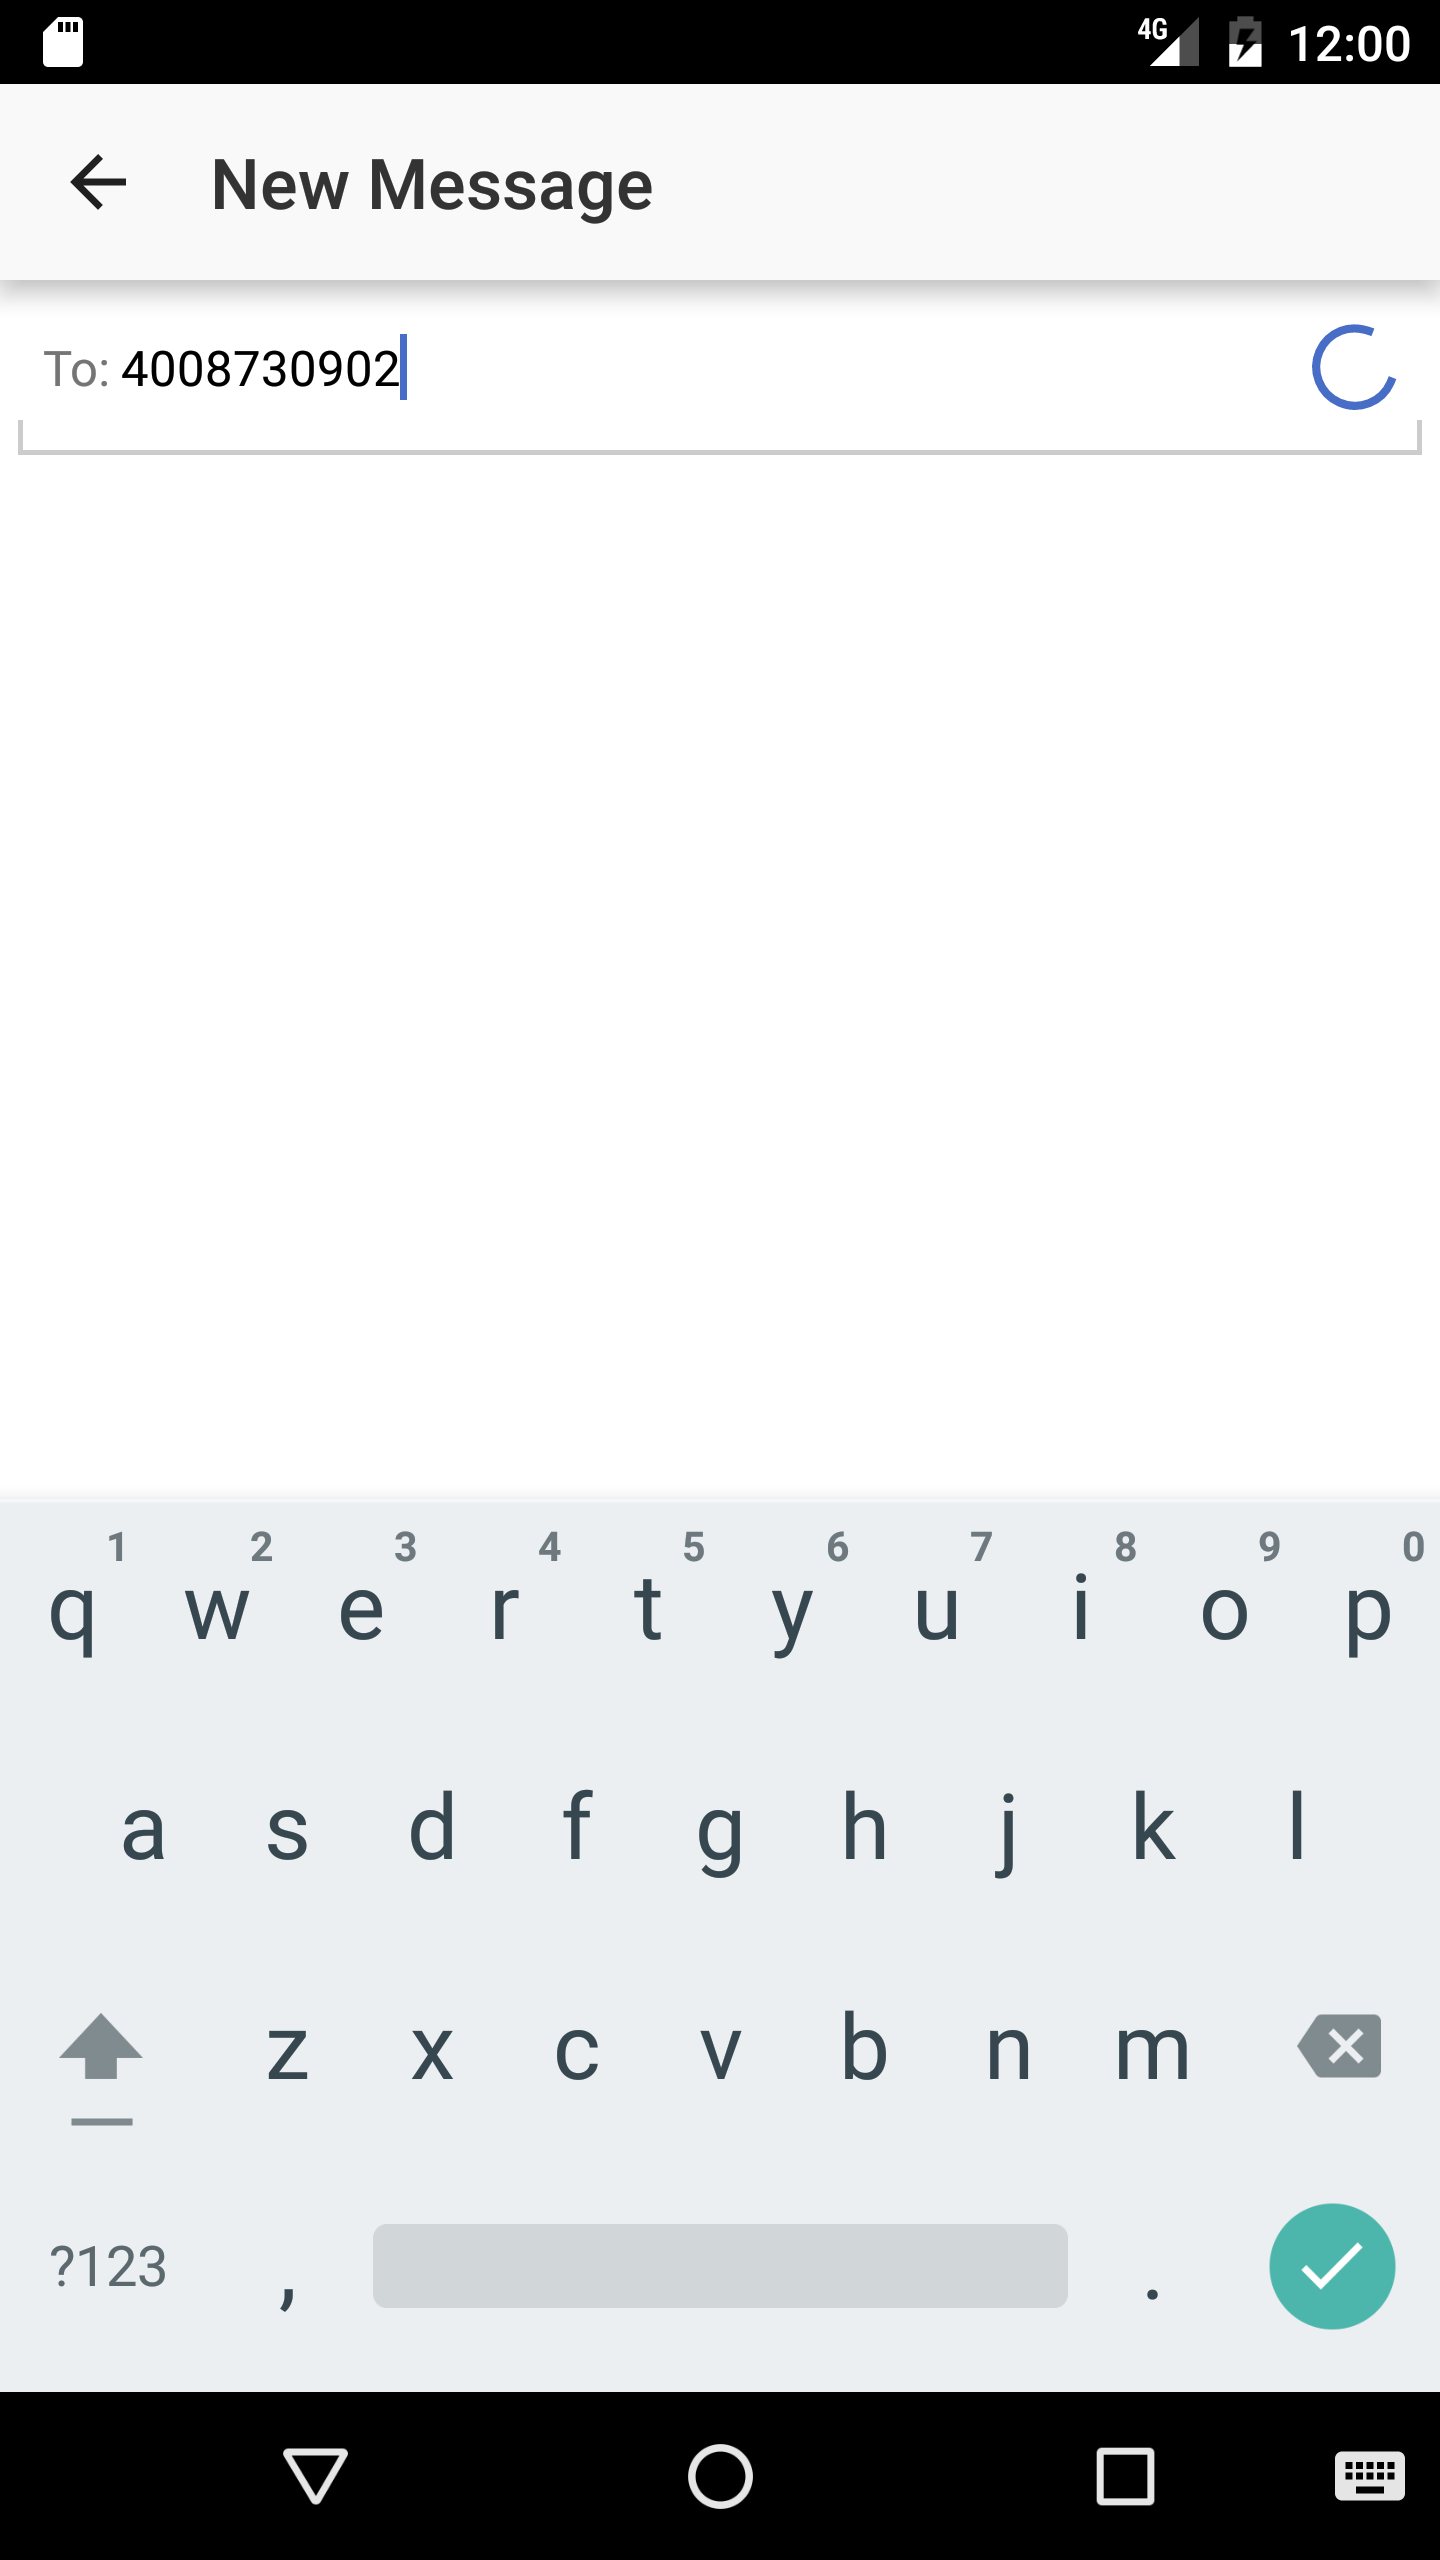 4G 12:00
New Message
To: 4008730902
1 2 3 4 5 6 7 8 9 0
q w e r t y u i o p
a s d f g h j k l
z x c v b n m
?123 , .